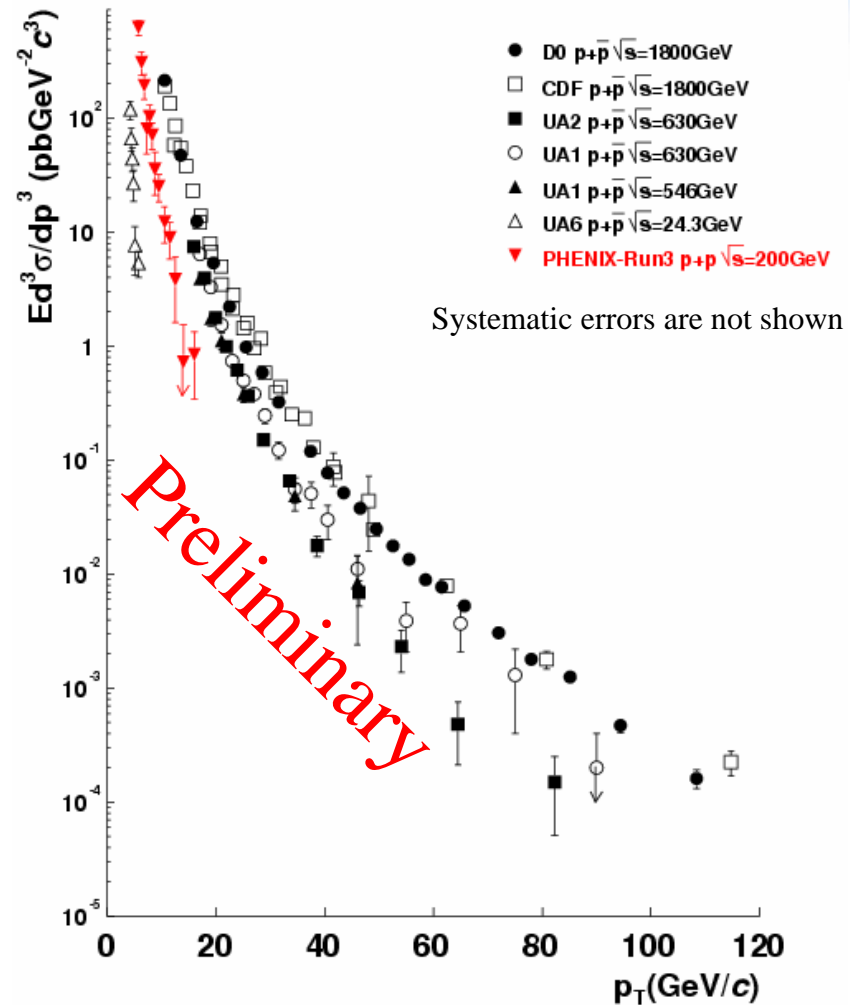 Ed³σ/dp³ (pbGeV⁻²c³)
D0 p+p̅ √s=1800GeV
CDF p+p̅ √s=1800GeV
UA2 p+p̅ √s=630GeV
UA1 p+p̅ √s=630GeV
UA1 p+p̅ √s=546GeV
UA6 p+p̅ √s=24.3GeV
PHENIX-Run3 p+p √s=200GeV
Systematic errors are not shown
Preliminary
10²
10
1
10⁻¹
10⁻²
10⁻³
10⁻⁴
10⁻⁵
0 20 40 60 80 100 120
p_T(GeV/c)